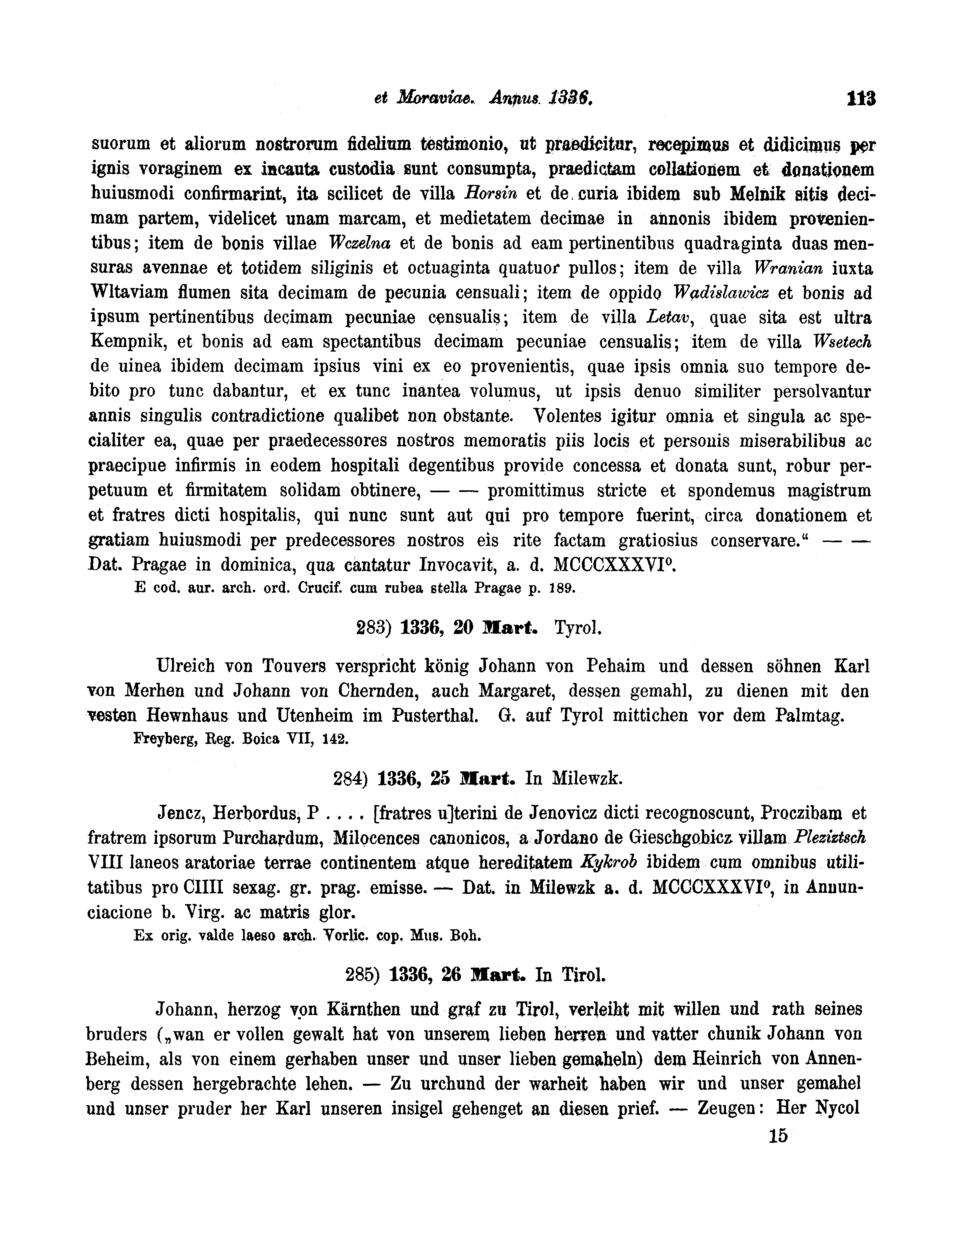 et Moraviae. Annus. 1336. 113
suorum et aliorum nostrorum fidelium testimonio, ut praedicitur, recepimus et didicimus per
ignis voraginem ex incauta custodia sunt consumpta, praedictam collationem et donationem
huiusmodi confirmarint, ita scilicet de villa Horsin et de curia ibidem sub Melnik sitis deci-
mam partem, videlicet unam marcam, et medietatem decimae in annonis ibidem provenien-
tibus; item de bonis villae Wczelna et de bonis ad eam pertinentibus quadraginta duas men-
suras avennae et totidem siliginis et octuaginta quatuor pullos; item de villa Wranian iuxta
Wltaviam flumen sita decimam de pecunia censuali; item de oppido Wadislawicz et bonis ad
ipsum pertinentibus decimam pecuniae censualis; item de villa Letav, quae sita est ultra
Kempnik, et bonis ad eam spectantibus decimam pecuniae censualis; item de villa Wsetech
de uinea ibidem decimam ipsius vini ex eo provenientis, quae ipsis omnia suo tempore de-
bito pro tunc dabantur, et ex tunc inantea volumus, ut ipsis denuo similiter persolvantur
annis singulis contradictione qualibet non obstante. Volentes igitur omnia et singula ac spe-
cialiter ea, quae per praedecessores nostros memoratis piis locis et personis miserabilibus ac
praecipue infirmis in eodem hospitali degentibus provide concessa et donata sunt, robur per-
petuum et firmitatem solidam obtinere, — — promittimus stricte et spondemus magistrum
et fratres dicti hospitalis, qui nunc sunt aut qui pro tempore fuerint, circa donationem et
gratiam huiusmodi per predecessores nostros eis rite factam gratiosius conservare.“ — —
Dat. Pragae in dominica, qua cantatur Invocavit, a. d. MCCCXXXVI⁰.
E cod. aur. arch. ord. Crucif. cum rubea stella Pragae p. 189.
283) 1336, 20 Mart. Tyrol.
Ulreich von Touvers verspricht könig Johann von Pehaim und dessen söhnen Karl
von Merhen und Johann von Chernden, auch Margaret, dessen gemahl, zu dienen mit den
vesten Hewnhaus und Utenheim im Pusterthal. G. auf Tyrol mittichen vor dem Palmtag.
Freyberg, Reg. Boica VII, 142.
284) 1336, 25 Mart. In Milewzk.
Jencz, Herbordus, P . . . . [fratres u]terini de Jenovicz dicti recognoscunt, Proczibam et
fratrem ipsorum Purchardum, Milocences canonicos, a Jordano de Gieschgobicz villam Pleziztsch
VIII laneos aratoriae terrae continentem atque hereditatem Kykrob ibidem cum omnibus utili-
tatibus pro CIIII sexag. gr. prag. emisse. — Dat. in Milewzk a. d. MCCCXXXVI⁰, in Annun-
ciacione b. Virg. ac matris glor.
Ex orig. valde laeso arch. Vorlic. cop. Mus. Boh.
285) 1336, 26 Mart. In Tirol.
Johann, herzog von Kärnthen und graf zu Tirol, verleiht mit willen und rath seines
bruders („wan er vollen gewalt hat von unserem lieben herren und vatter chunik Johann von
Beheim, als von einem gerhaben unser und unser lieben gemaheln) dem Heinrich von Annen-
berg dessen hergebrachte lehen. — Zu urchund der warheit haben wir und unser gemahel
und unser pruder her Karl unseren insigel gehenget an diesen prief. — Zeugen: Her Nycol
15